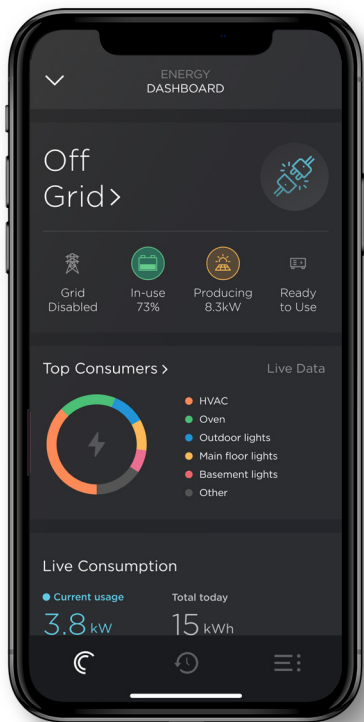 ENERGY
DASHBOARD
Off
Grid >
Grid
Disabled
In-use
73%
Producing
8.3kW
Ready
to Use
Top Consumers >
Live Data
HVAC
Oven
Outdoor lights
Main floor lights
Basement lights
Other
Live Consumption
Current usage
Total today
3.8 kW
15 kWh